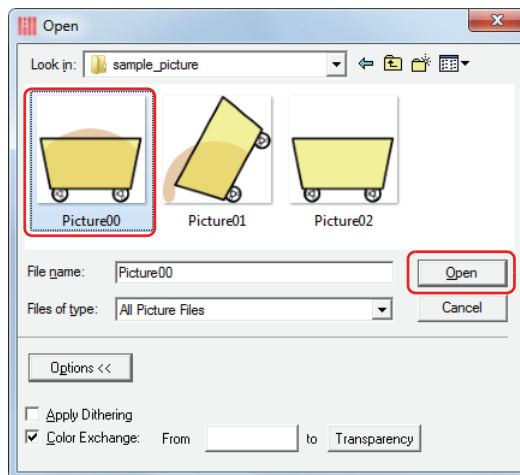 Open
Look in: sample_picture
Picture00 Picture01 Picture02
File name: Picture00 Open
Files of type: All Picture Files Cancel
Options <<
Apply Dithering
Color Exchange: From to Transparency